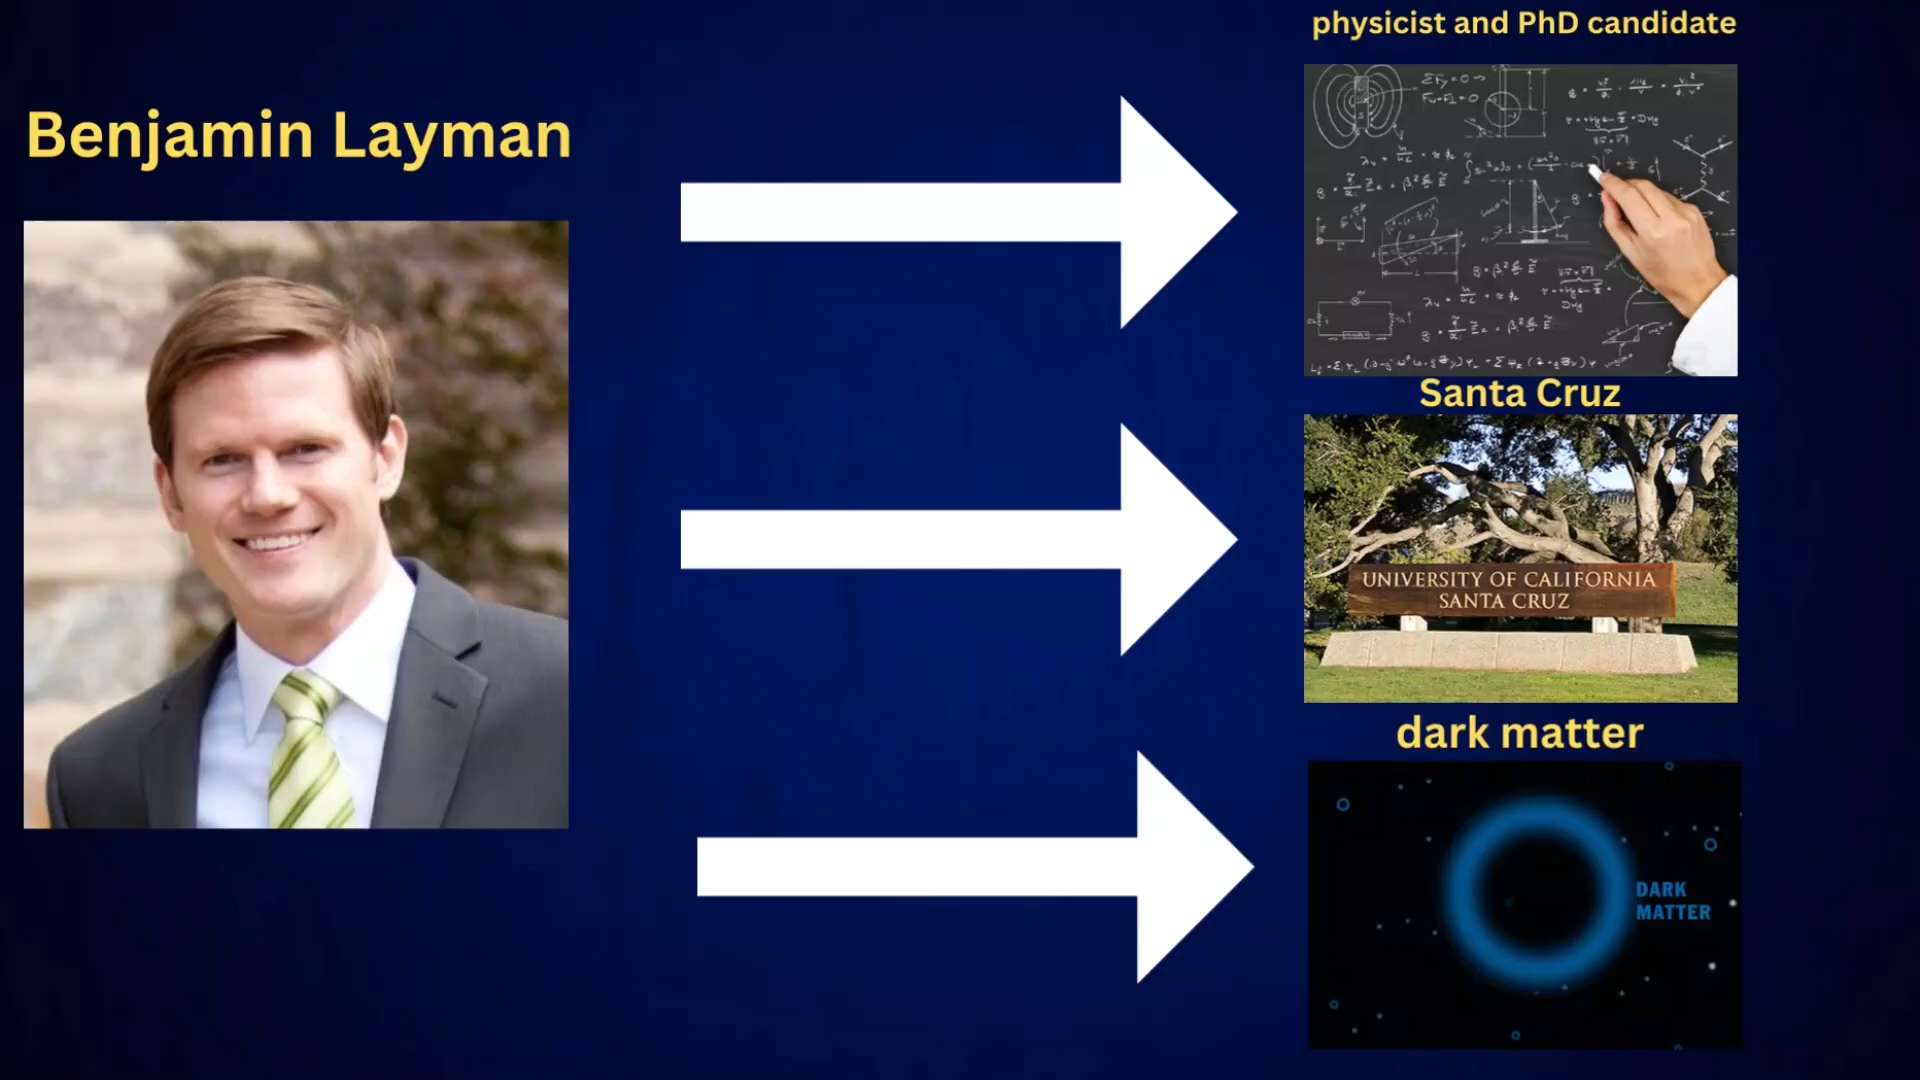 physicist and PhD candidate
Benjamin Layman
Santa Cruz
UNIVERSITY OF CALIFORNIA
SANTA CRUZ
dark matter
DARK
MATTER